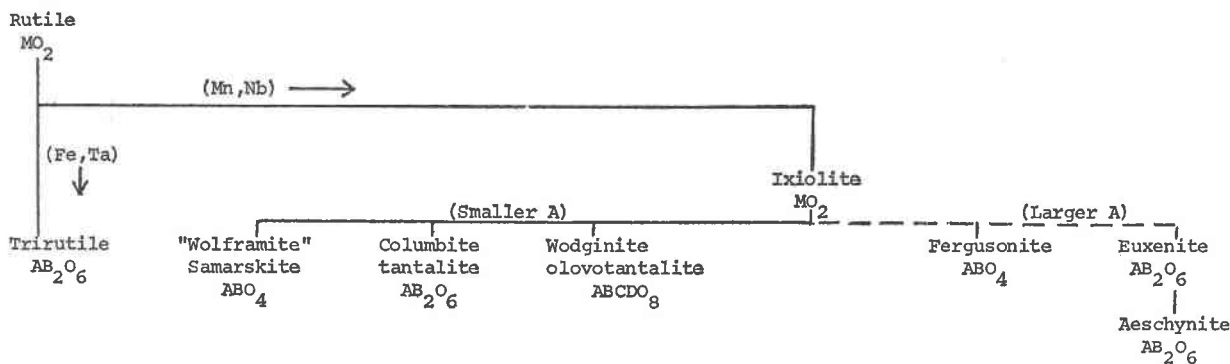 Rutile
MO2
(Mn,Nb)
(Fe,Ta)
Ixiolite
MO2
(Smaller A)
(Larger A)
Trirutile
AB2O6
"Wolframite"
Samarskite
ABO4
Columbite
tantalite
AB2O6
Wodginite
olovotantalite
ABCDO8
Fergusonite
ABO4
Euxenite
AB2O6
Aeschynite
AB2O6